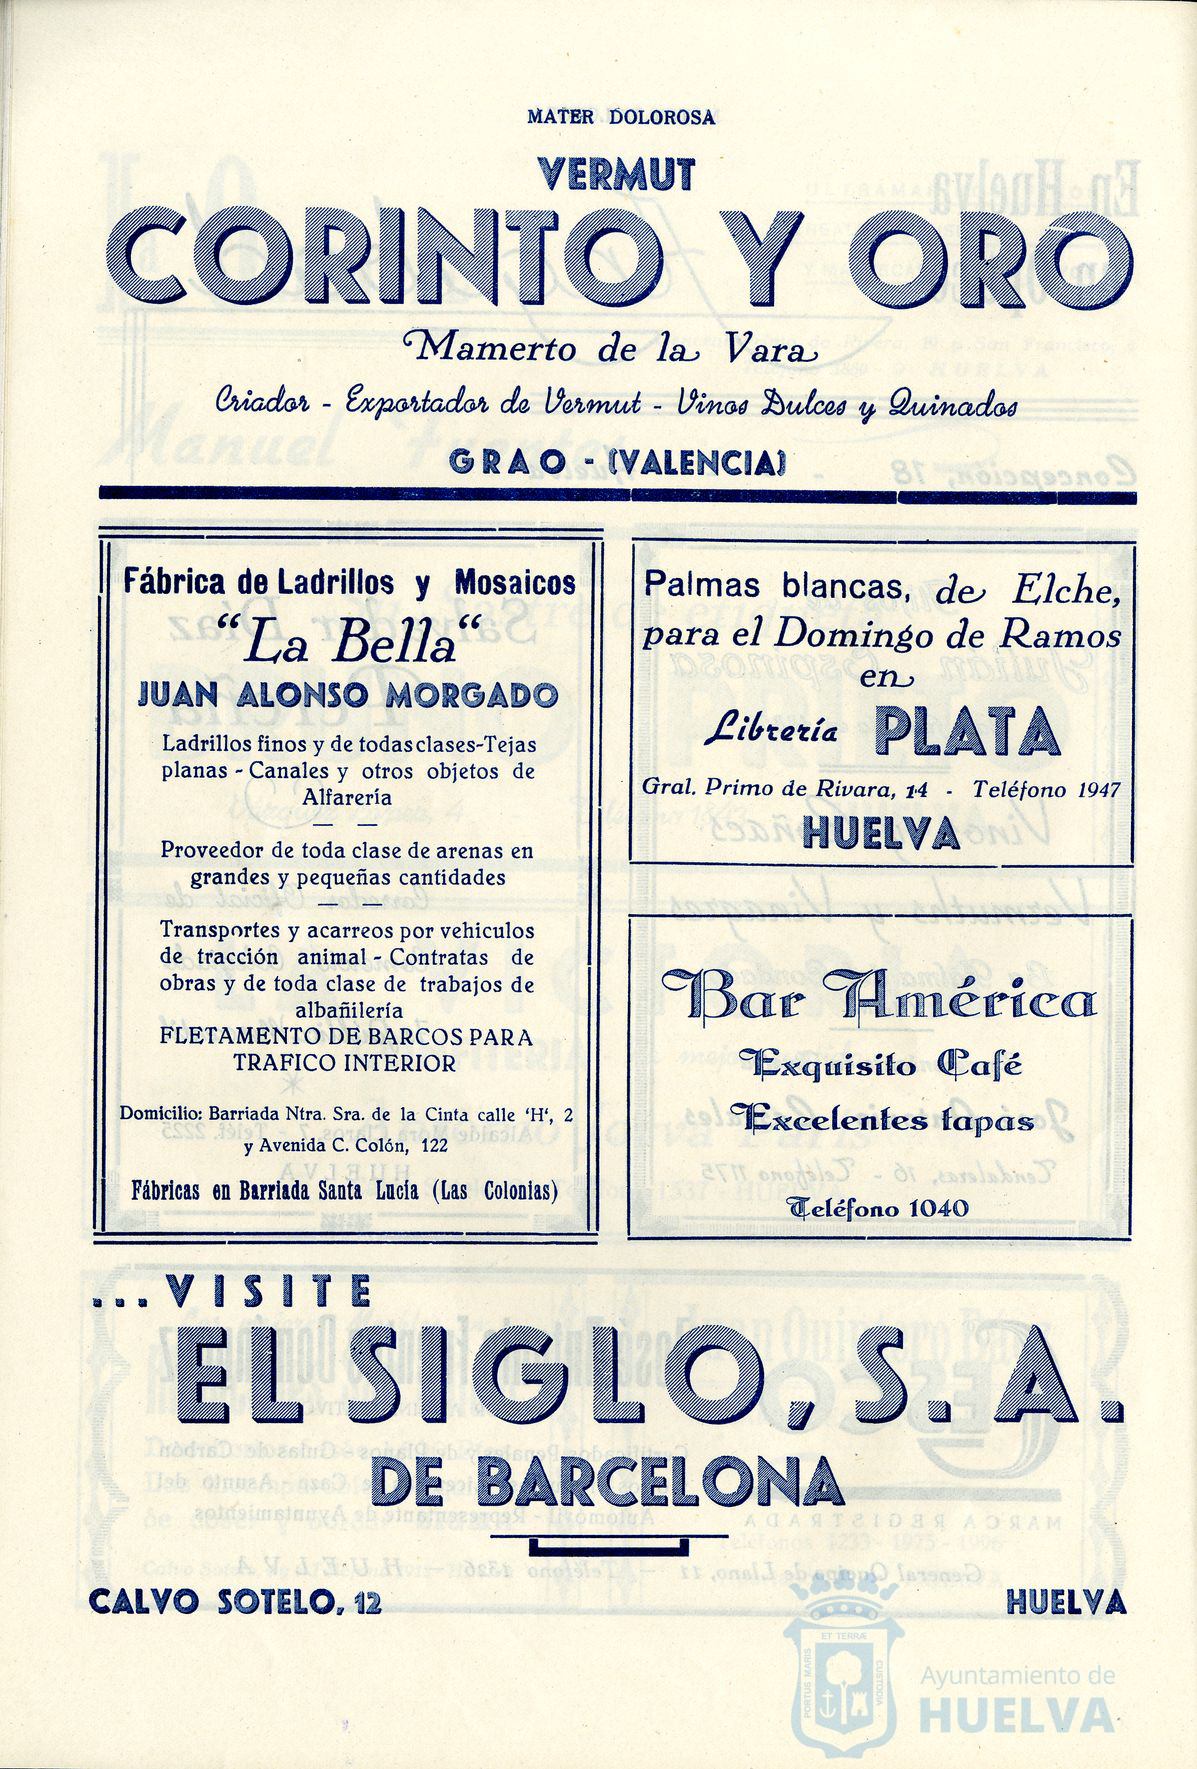 MATER DOLOROSA
VERMUT
CORINTO Y ORO
Mamerto de la Vara
Criador - Exportador de Vermut - Vinos Dulces y Quinados
GRAO - (VALENCIA)
Fábrica de Ladrillos y Mosaicos
“La Bella“
JUAN ALONSO MORGADO
Ladrillos finos y de todas clases-Tejas
planas - Canales y otros objetos de
Alfarería
Proveedor de toda clase de arenas en
grandes y pequeñas cantidades
Transportes y acarreos por vehiculos
de tracción animal - Contratas de
obras y de toda clase de trabajos de
albañilería
FLETAMENTO DE BARCOS PARA
TRAFICO INTERIOR
Domicilio: Barriada Ntra. Sra. de la Cinta calle ‘H‘, 2
y Avenida C. Colón, 122
Fábricas en Barriada Santa Lucía (Las Colonias)
Palmas blancas, de Elche,
para el Domingo de Ramos
en
Librería PLATA
Gral. Primo de Rivara, 14 - Teléfono 1947
HUELVA
Bar América
Exquisito Café
Excelentes tapas
Teléfono 1040
...VISITE
EL SIGLO, S. A.
DE BARCELONA
CALVO SOTELO, 12 HUELVA
ET TERRÆ
PORTUS MARIS
CUSTODIA
Ayuntamiento de
HUELVA